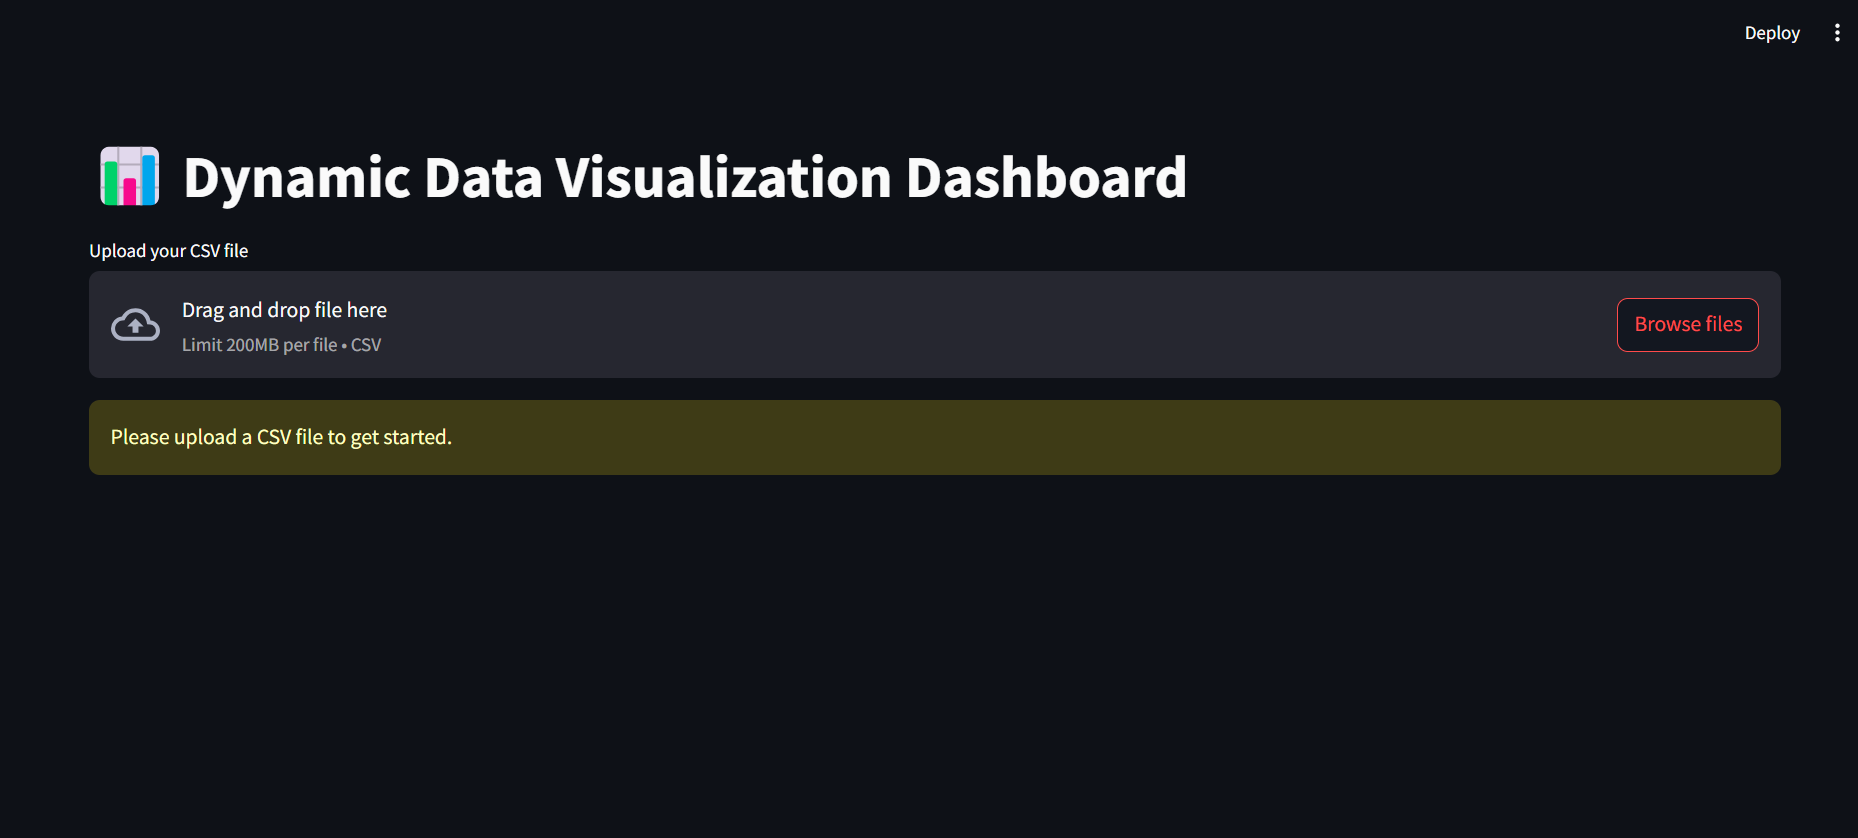 Deploy
Dynamic Data Visualization Dashboard
Upload your CSV file
Drag and drop file here
Limit 200MB per file • CSV
Browse files
Please upload a CSV file to get started.